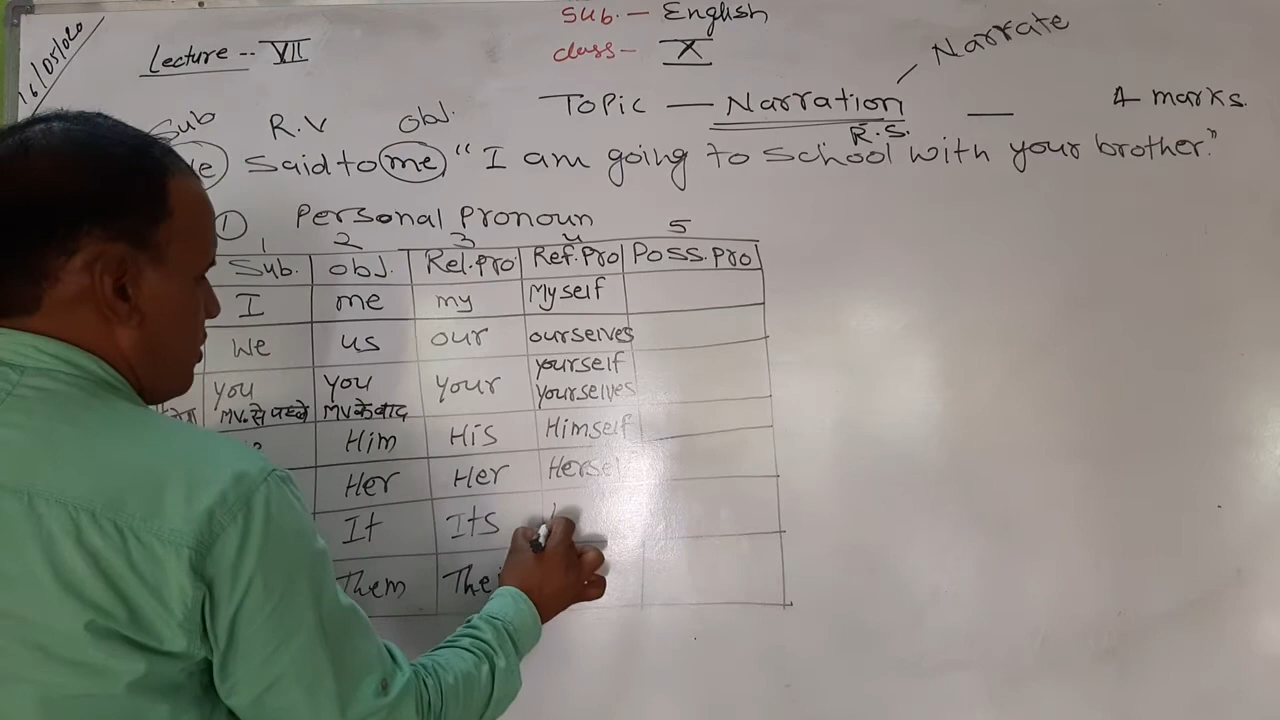 Sub. — English
16/05/020
Lecture -- VII
class - X
Narrate
Topic — Narration — 4 marks.
Sub R.V Obj. R.S.
said to me "I am going to school with your brother."
① Personal Pronoun
1 2 3 4 5
Sub. obj. Rel.Pro Ref.Pro Poss.Pro
I me my Myself
We us our ourselves
you you your yourself yourselves
MV. से पहले MV के बाद
Him His Himself
Her Her
It Its
Them